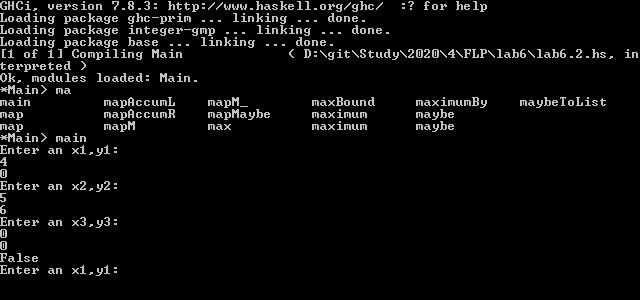 GHCi, version 7.8.3: http://www.haskell.org/ghc/  :? for help
Loading package ghc-prim ... linking ... done.
Loading package integer-gmp ... linking ... done.
Loading package base ... linking ... done.
[1 of 1] Compiling Main             ( D:\git\Study\2020\4\FLP\lab6\lab6.2.hs, in
terpreted )
Ok, modules loaded: Main.
*Main> ma
main         mapAccumL    mapM_        maxBound     maximumBy    maybeToList
map          mapAccumR    mapMaybe     maximum      maybe
map          mapM         max          maximum      maybe
*Main> main
Enter an x1,y1:
4
0
Enter an x2,y2:
5
6
Enter an x3,y3:
0
0
False
Enter an x1,y1: